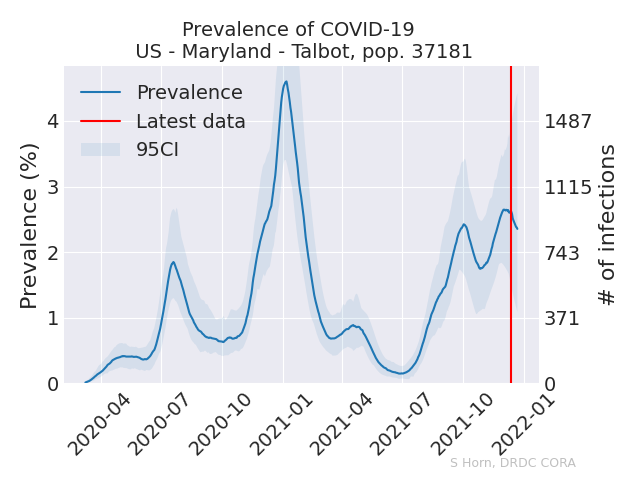 Prevalence of COVID-19
US - Maryland - Talbot, pop. 37181
Prevalence
Latest data
95CI
Prevalence (%)
4
3
2
1
0
1487
1115
743
371
0
# of infections
2020-04
2020-07
2020-10
2021-01
2021-04
2021-07
2021-10
2022-01
S Horn, DRDC CORA